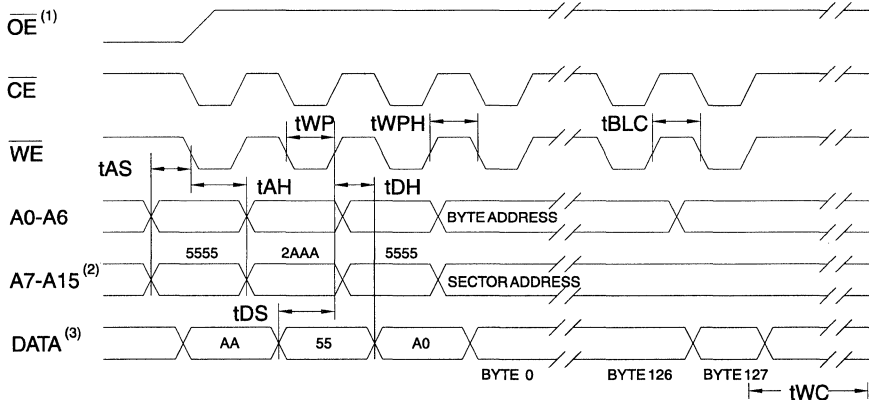 OE (1)
CE
tWP tWPH tBLC
WE
tAS
tAH tDH
A0-A6 BYTE ADDRESS
5555 2AAA 5555
A7-A15 (2) SECTOR ADDRESS
tDS
DATA (3) AA 55 A0
BYTE 0 BYTE 126 BYTE 127
tWC